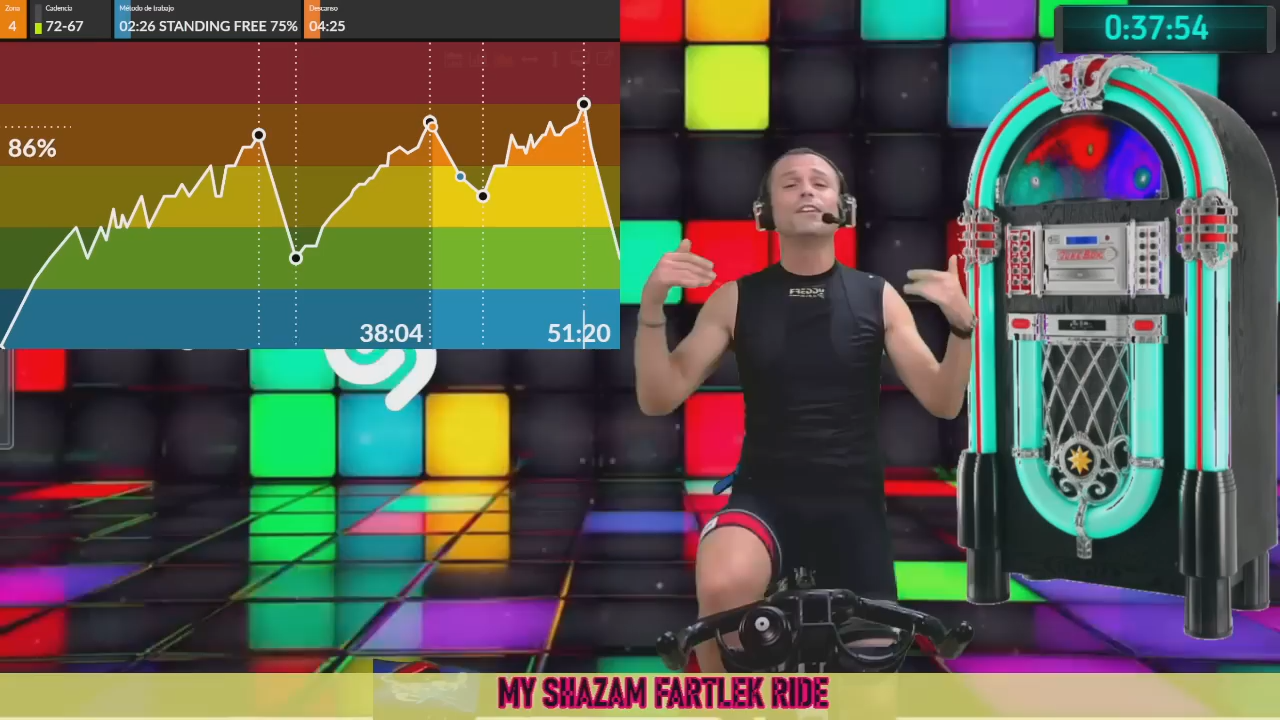 Zona
4
Cadencia
72-67
Método de trabajo
02:26 STANDING FREE 75%
Descanso
04:25
0:37:54
86%
38:04
51:20
FREDDY
MY SHAZAM FARTLEK RIDE